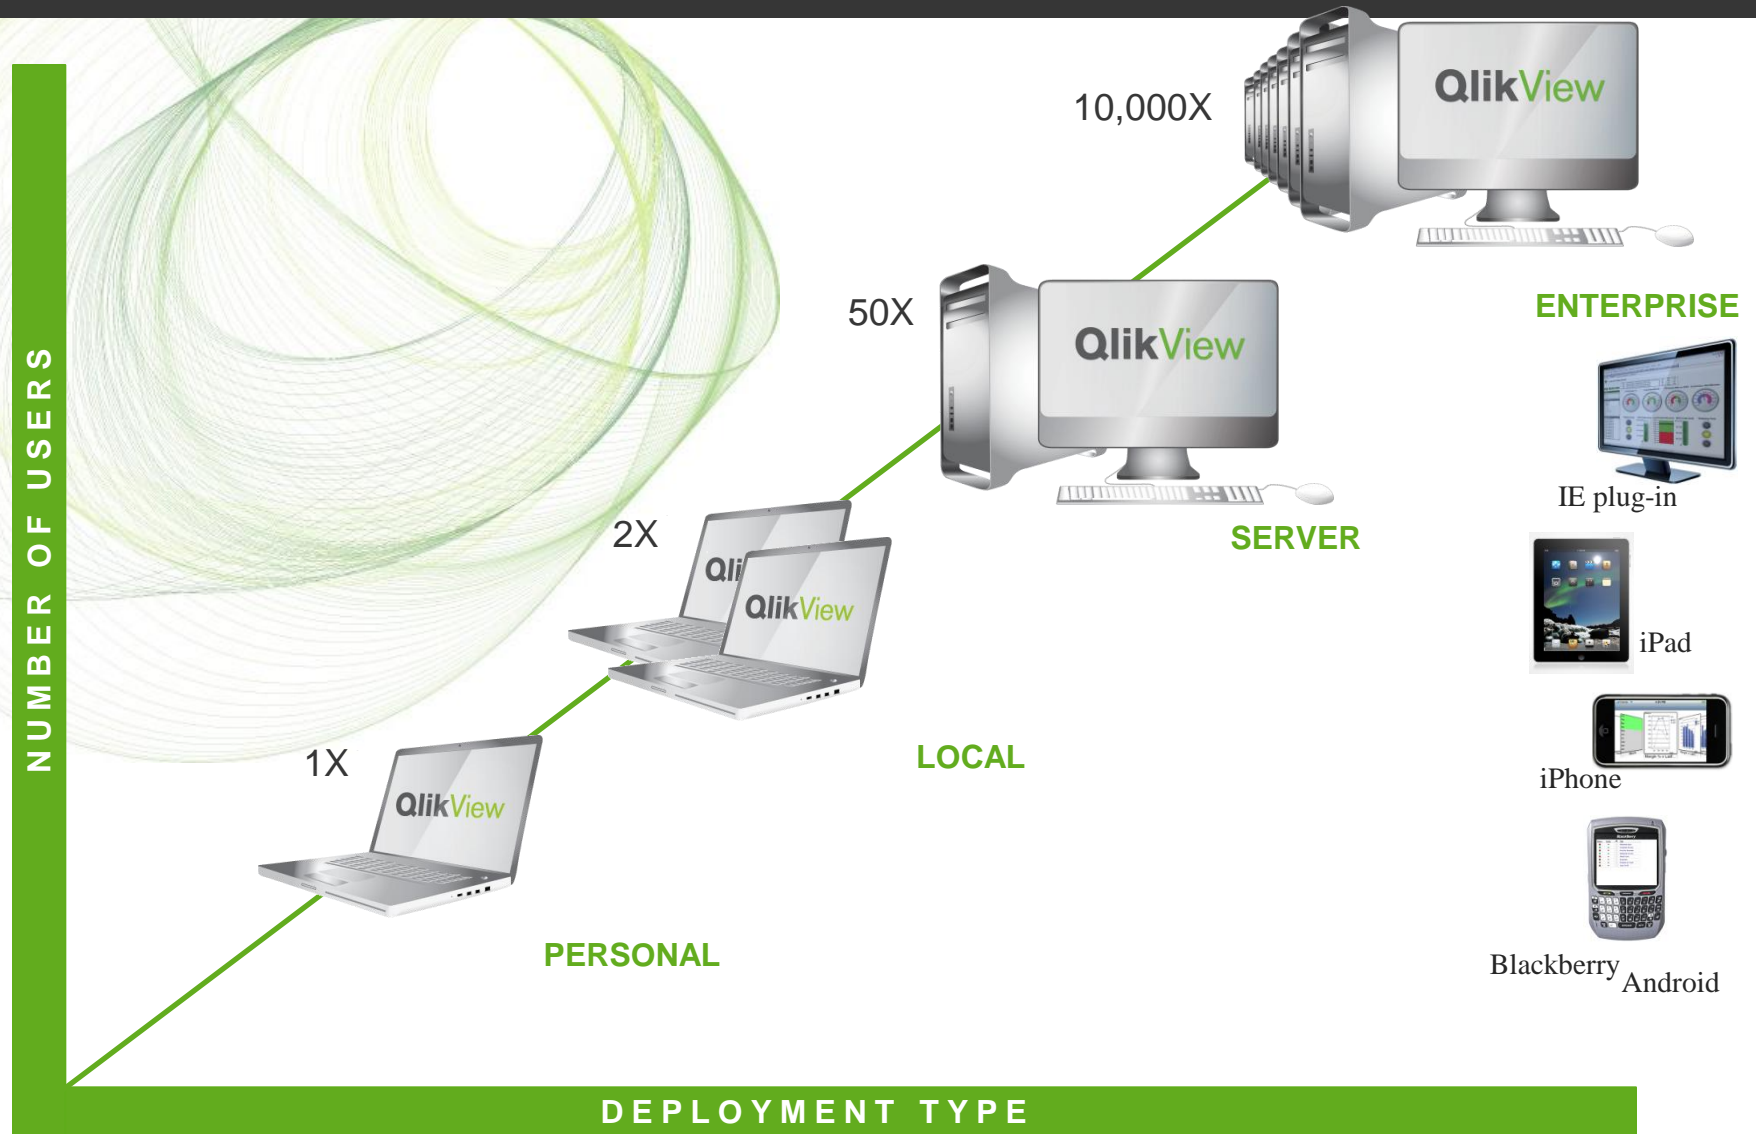 10,000X
QlikView
50X
QlikView
ENTERPRISE
IE plug-in
2X
Qli
QlikView
SERVER
iPad
1X
QlikView
LOCAL
iPhone
PERSONAL
Blackberry
Android
NUMBER OF USERS
DEPLOYMENT TYPE